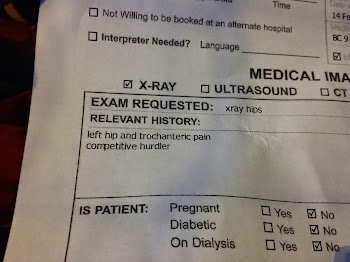 Date
Time
☐ Not Willing to be booked at an alternate hospital
14 Fe
☐ Interpreter Needed? Language
BC 9
MEDICAL IMA
☑ X-RAY ☐ ULTRASOUND ☐ CT
EXAM REQUESTED: xray hips
RELEVANT HISTORY:
left hip and trochanteric pain
competitive hurdler
IS PATIENT: Pregnant ☐ Yes ☑ No
Diabetic ☐ Yes ☑ No
On Dialysis ☐ Yes ☑ No